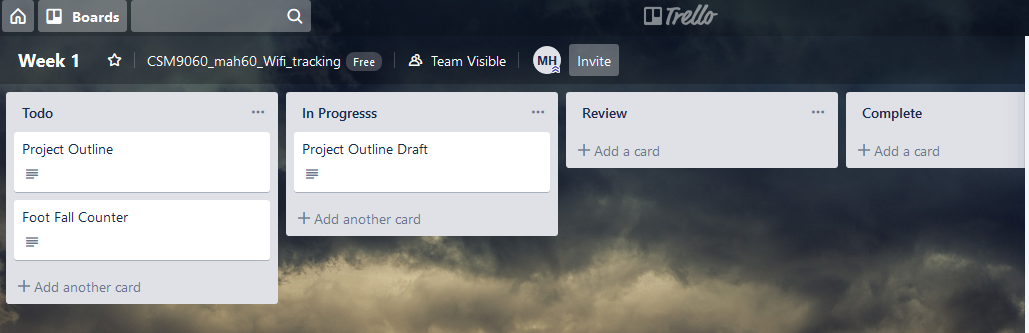 Boards
Trello
Week 1
CSM9060_mah60_Wifi_tracking
Free
Team Visible
MH
Invite
Todo
Project Outline
Foot Fall Counter
Add another card
In Progresss
Project Outline Draft
Add another card
Review
Add a card
Complete
Add a card